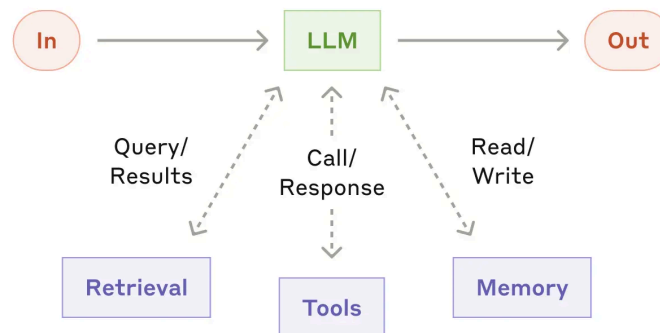 In
LLM
Out
Query/
Results
Call/
Response
Read/
Write
Retrieval
Tools
Memory